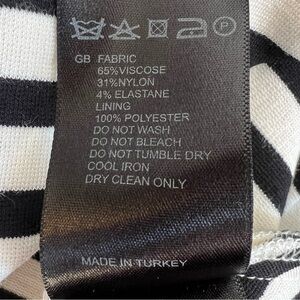 GB FABRIC
65%VISCOSE
31%NYLON
4% ELASTANE
LINING
100% POLYESTER
DO NOT WASH
DO NOT BLEACH
DO NOT TUMBLE DRY
COOL IRON
DRY CLEAN ONLY
MADE IN TURKEY